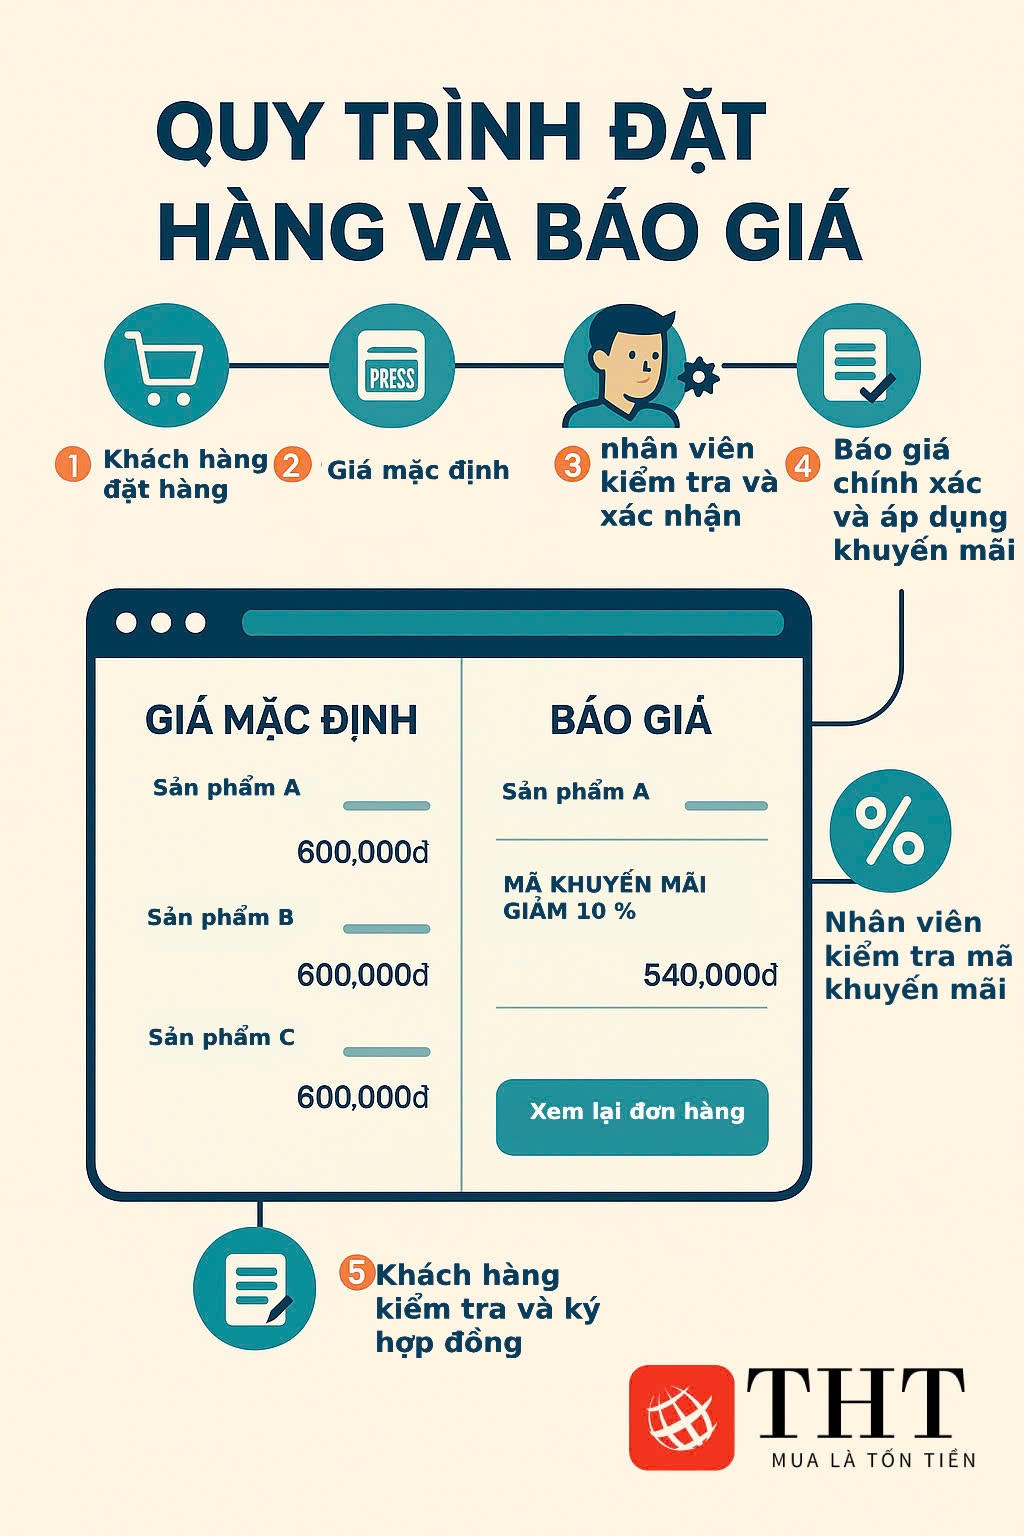 QUY TRÌNH ĐẶT
HÀNG VÀ BÁO GIÁ
PRESS
1 Khách hàng
đặt hàng
2 Giá mặc định
3 nhân viên
kiểm tra và
xác nhận
4 Báo giá
chính xác
và áp dụng
khuyến mãi
GIÁ MẶC ĐỊNH
Sản phẩm A
600,000đ
Sản phẩm B
600,000đ
Sản phẩm C
600,000đ
BÁO GIÁ
Sản phẩm A
MÃ KHUYẾN MÃI
GIẢM 10 %
540,000đ
Xem lại đơn hàng
%
Nhân viên
kiểm tra mã
khuyến mãi
5 Khách hàng
kiểm tra và ký
hợp đồng
THT
MUA LÀ TỐN TIỀN